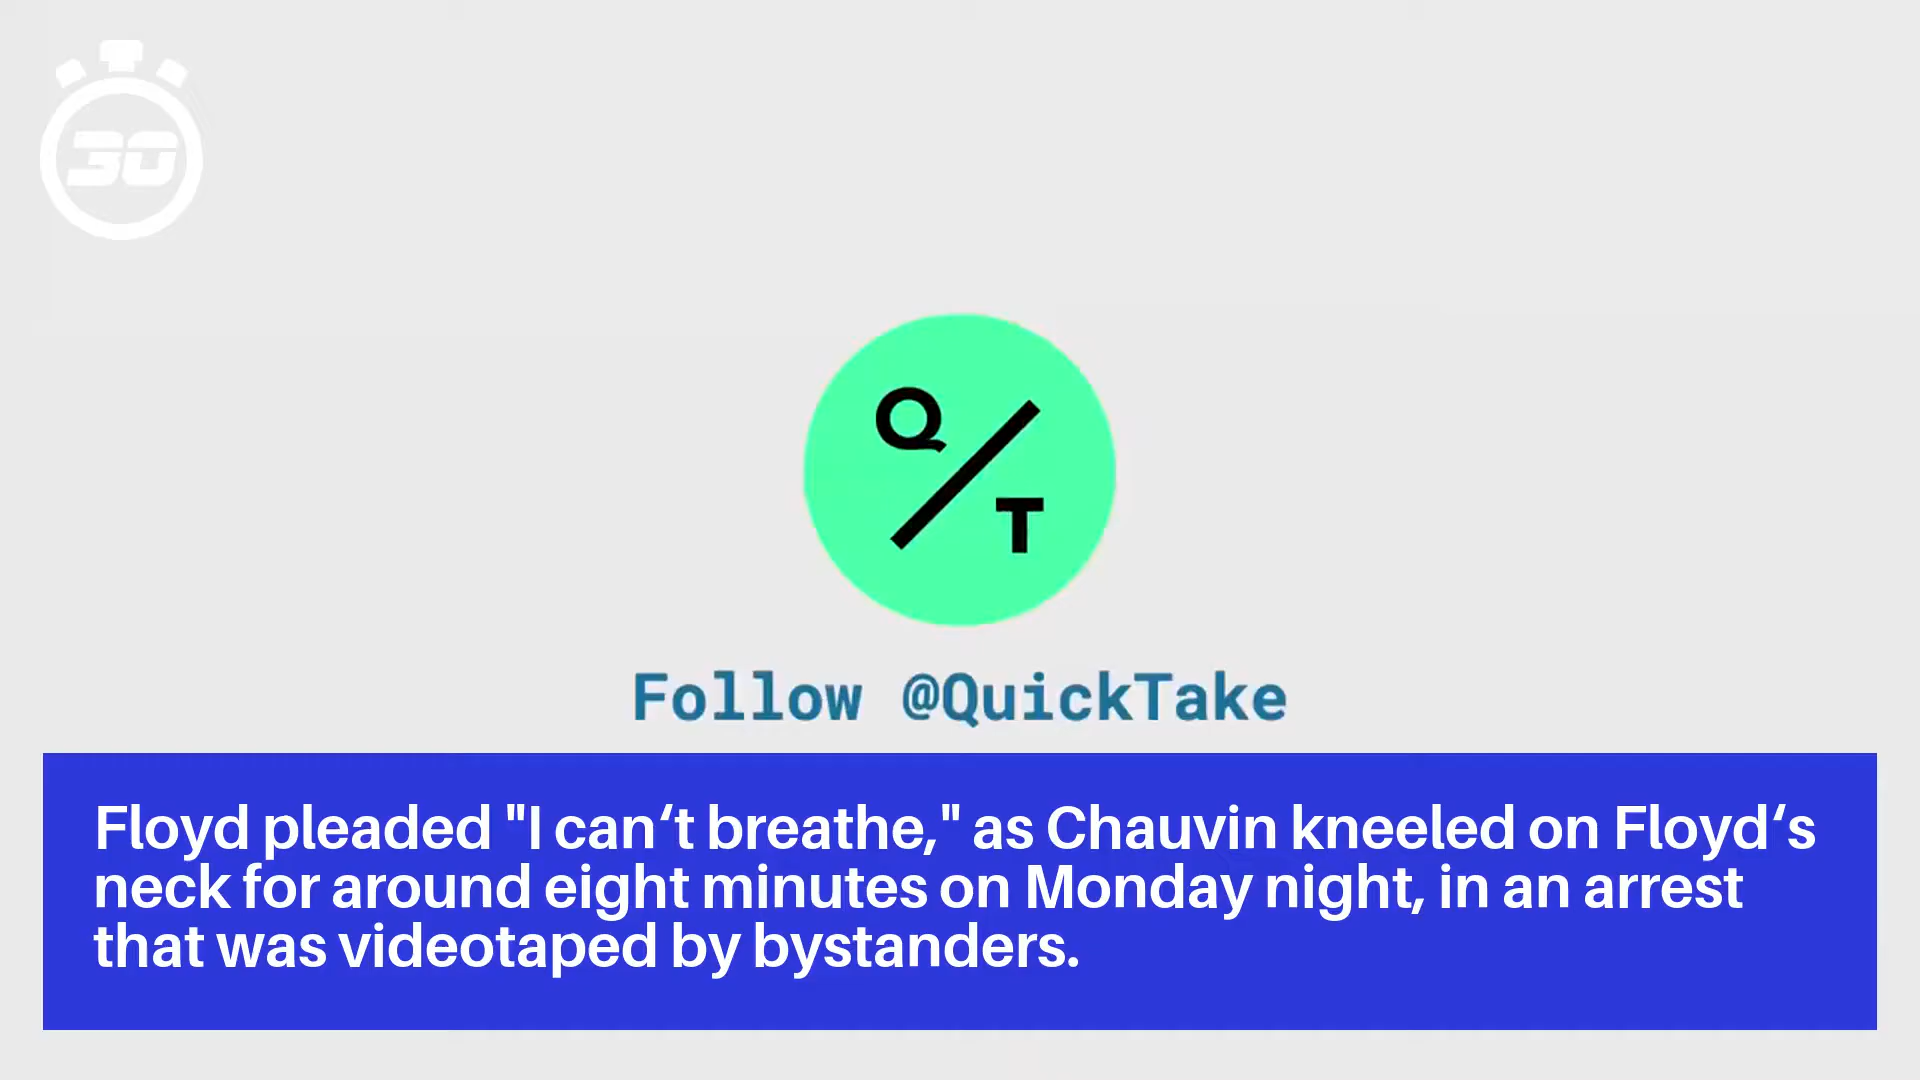 30
Q/T
Follow @QuickTake
Floyd pleaded "I can‘t breathe," as Chauvin kneeled on Floyd‘s
neck for around eight minutes on Monday night, in an arrest
that was videotaped by bystanders.